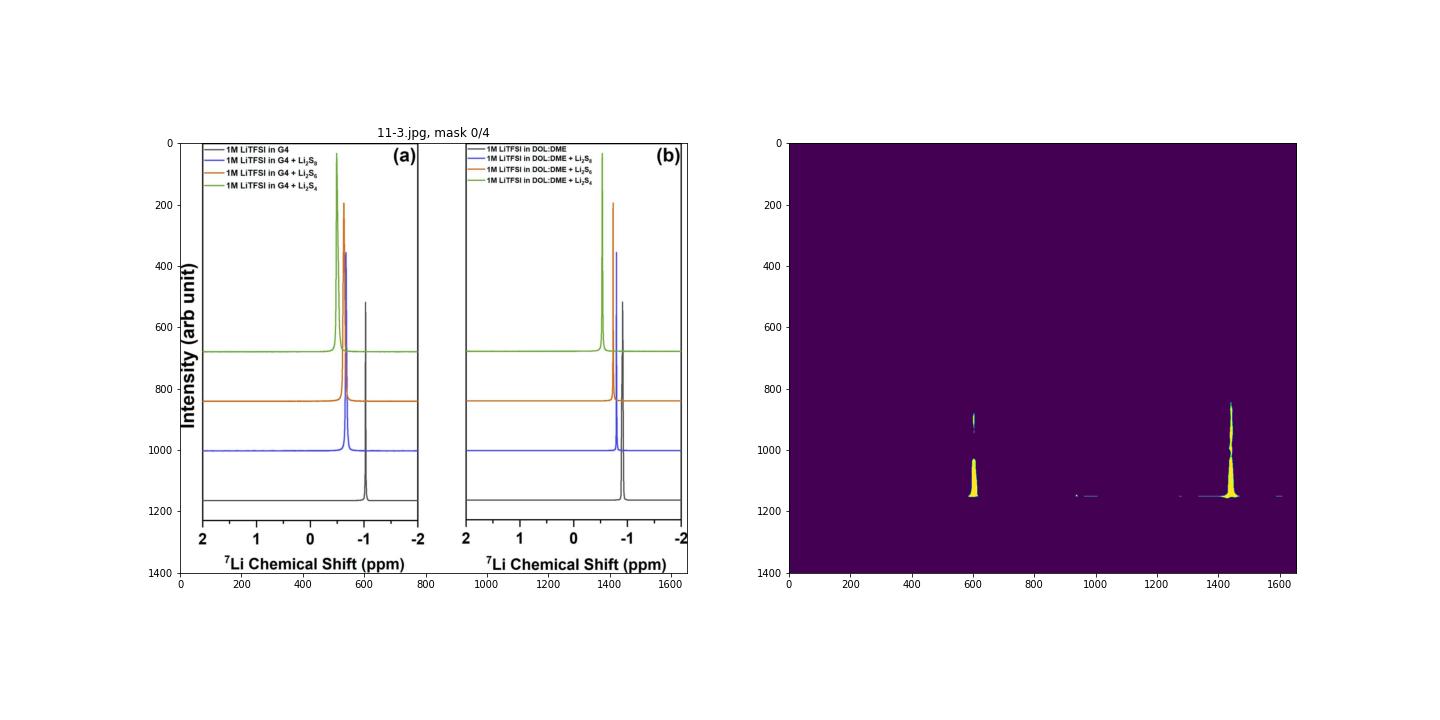 11-3.jpg, mask 0/4
0
200
400
600
800
1000
1200
1400
Intensity (arb unit)
1M LiTFSI in G4
1M LiTFSI in G4 + Li₂S₈
1M LiTFSI in G4 + Li₂S₆
1M LiTFSI in G4 + Li₂S₄
(a)
2 1 0 -1 -2
⁷Li Chemical Shift (ppm)
1M LiTFSI in DOL:DME
1M LiTFSI in DOL:DME + Li₂S₈
1M LiTFSI in DOL:DME + Li₂S₆
1M LiTFSI in DOL:DME + Li₂S₄
(b)
2 1 0 -1 -2
⁷Li Chemical Shift (ppm)
0 200 400 600 800 1000 1200 1400 1600
0
200
400
600
800
1000
1200
1400
0 200 400 600 800 1000 1200 1400 1600